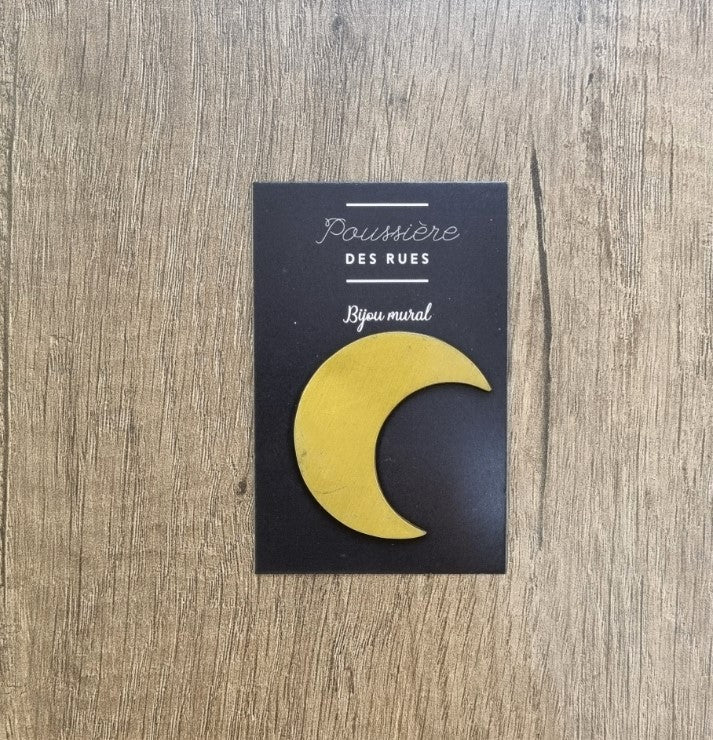 Poussière
DES RUES
Bijou mural